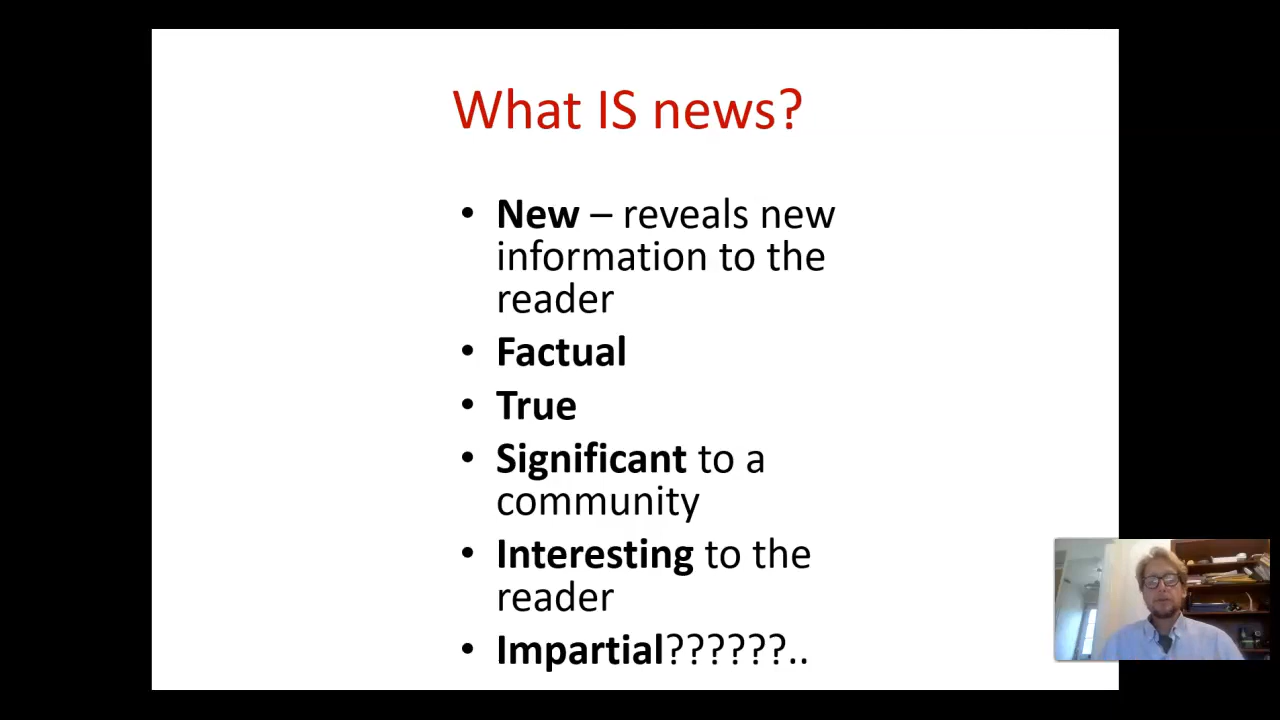 What IS news?
• New – reveals new
information to the
reader
• Factual
• True
• Significant to a
community
• Interesting to the
reader
• Impartial??????..